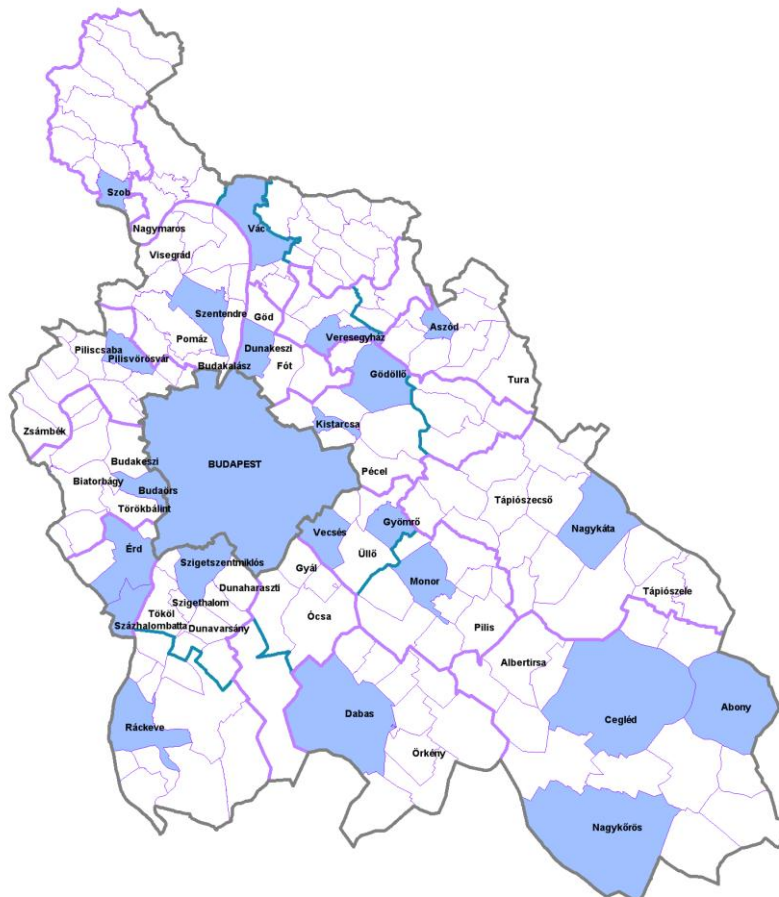 Szob
Nagymaros
Vác
Visegrád
Szentendre
Göd
Aszód
Pomáz
Veresegyház
Piliscsaba
Dunakeszi
Pilisvörösvár
Budakalász
Fót
Gödöllő
Tura
Zsámbék
Kistarcsa
Budakeszi
BUDAPEST
Pécel
Biatorbágy
Budaörs
Tápiószecső
Törökbálint
Gyömrő
Nagykáta
Vecsés
Érd
Üllő
Szigetszentmiklós
Gyál
Monor
Dunaharaszti
Tápiószele
Szigethalom
Tököl
Ócsa
Százhalombatta
Dunavarsány
Pilis
Albertirsa
Abony
Ráckeve
Dabas
Cegléd
Örkény
Nagykőrös